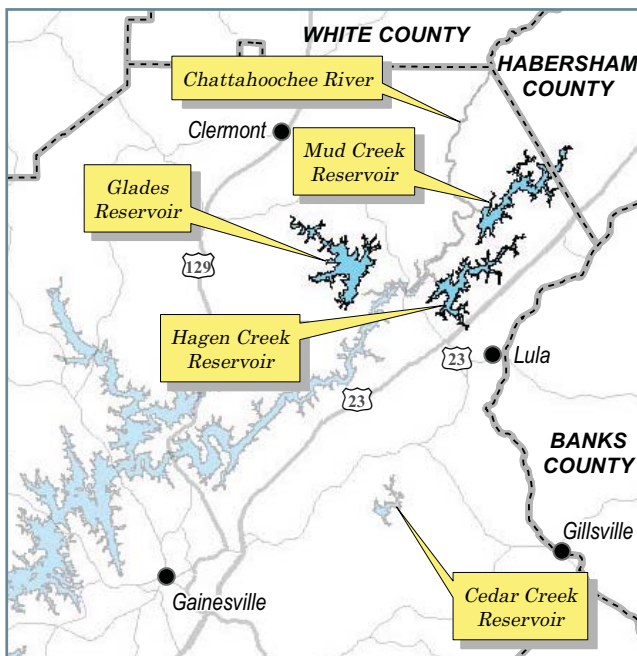 WHITE COUNTY
HABERSHAM
COUNTY
Chattahoochee River
Clermont
Mud Creek
Reservoir
Glades
Reservoir
129
Hagen Creek
Reservoir
23
Lula
23
BANKS
COUNTY
Gillsville
Gainesville
Cedar Creek
Reservoir